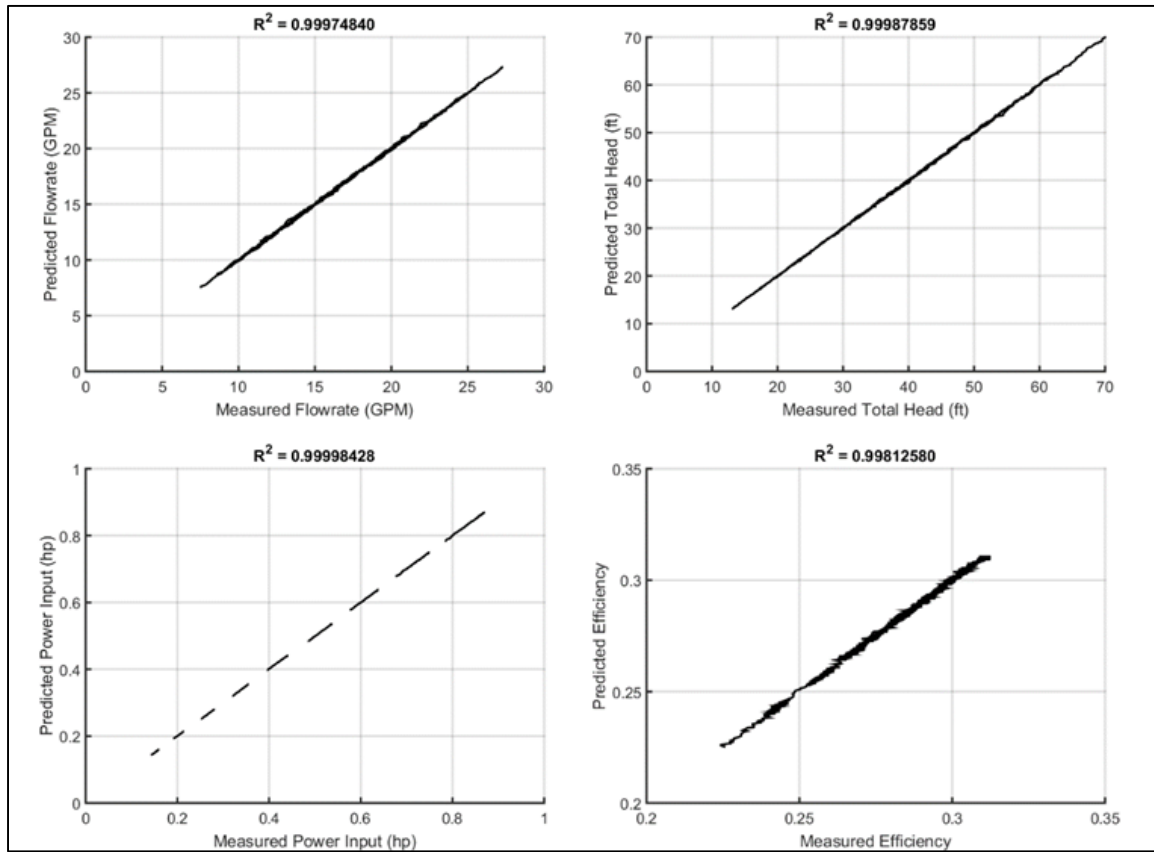 R² = 0.99974840
30
25
20
15
10
5
0
Predicted Flowrate (GPM)
0 5 10 15 20 25 30
Measured Flowrate (GPM)
R² = 0.99987859
70
60
50
40
30
20
10
0
Predicted Total Head (ft)
0 10 20 30 40 50 60 70
Measured Total Head (ft)
R² = 0.99998428
1
0.8
0.6
0.4
0.2
0
Predicted Power Input (hp)
0 0.2 0.4 0.6 0.8 1
Measured Power Input (hp)
R² = 0.99812580
0.35
0.3
0.25
0.2
Predicted Efficiency
0.2 0.25 0.3 0.35
Measured Efficiency